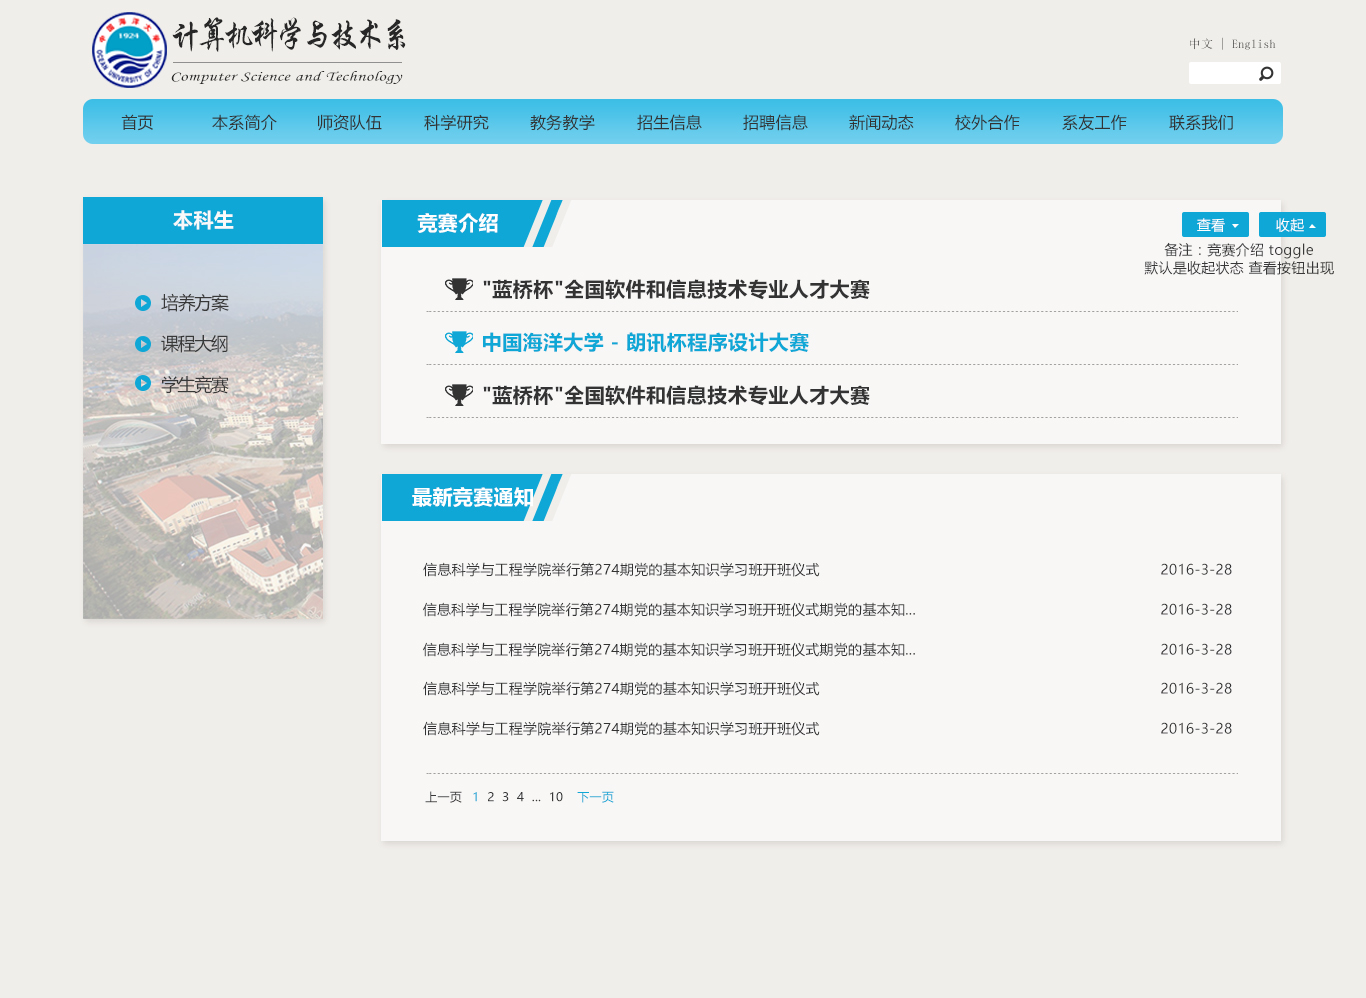 中国海洋大学
1924
OCEAN UNIVERSITY OF CHINA
计算机科学与技术系
Computer Science and Technology
中文 | English
首页 本系简介 师资队伍 科学研究 教务教学 招生信息 招聘信息 新闻动态 校外合作 系友工作 联系我们
本科生
培养方案
课程大纲
学生竞赛
竞赛介绍
查看 收起
备注：竞赛介绍 toggle
默认是收起状态 查看按钮出现
"蓝桥杯"全国软件和信息技术专业人才大赛
中国海洋大学 - 朗讯杯程序设计大赛
"蓝桥杯"全国软件和信息技术专业人才大赛
最新竞赛通知
信息科学与工程学院举行第274期党的基本知识学习班开班仪式 2016-3-28
信息科学与工程学院举行第274期党的基本知识学习班开班仪式期党的基本知... 2016-3-28
信息科学与工程学院举行第274期党的基本知识学习班开班仪式期党的基本知... 2016-3-28
信息科学与工程学院举行第274期党的基本知识学习班开班仪式 2016-3-28
信息科学与工程学院举行第274期党的基本知识学习班开班仪式 2016-3-28
上一页 1 2 3 4 ... 10 下一页